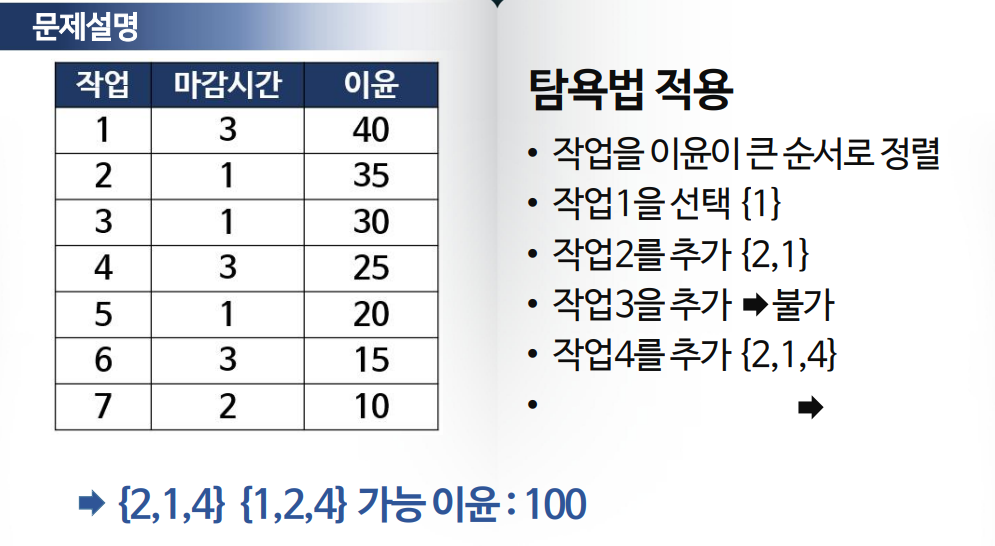 문제설명
작업 마감시간 이윤
1 3 40
2 1 35
3 1 30
4 3 25
5 1 20
6 3 15
7 2 10
탐욕법 적용
• 작업을 이윤이 큰 순서로 정렬
• 작업1을 선택 {1}
• 작업2를 추가 {2,1}
• 작업3을 추가 ➡불가
• 작업4를 추가 {2,1,4}
• ➡
➡ {2,1,4} {1,2,4} 가능 이윤 : 100